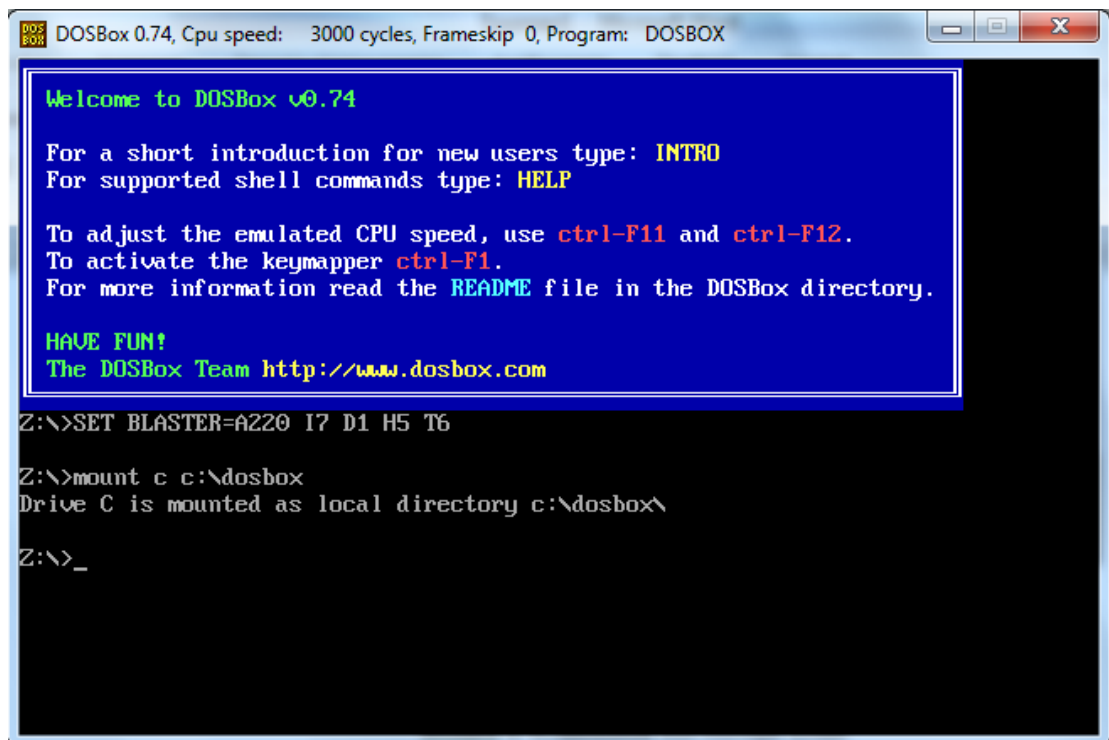 DOS BOX DOSBox 0.74, Cpu speed: 3000 cycles, Frameskip 0, Program: DOSBOX
Welcome to DOSBox v0.74
For a short introduction for new users type: INTRO
For supported shell commands type: HELP
To adjust the emulated CPU speed, use ctrl-F11 and ctrl-F12.
To activate the keymapper ctrl-F1.
For more information read the README file in the DOSBox directory.
HAVE FUN!
The DOSBox Team http://www.dosbox.com
Z:\>SET BLASTER=A220 I7 D1 H5 T6
Z:\>mount c c:\dosbox
Drive C is mounted as local directory c:\dosbox\
Z:\>_